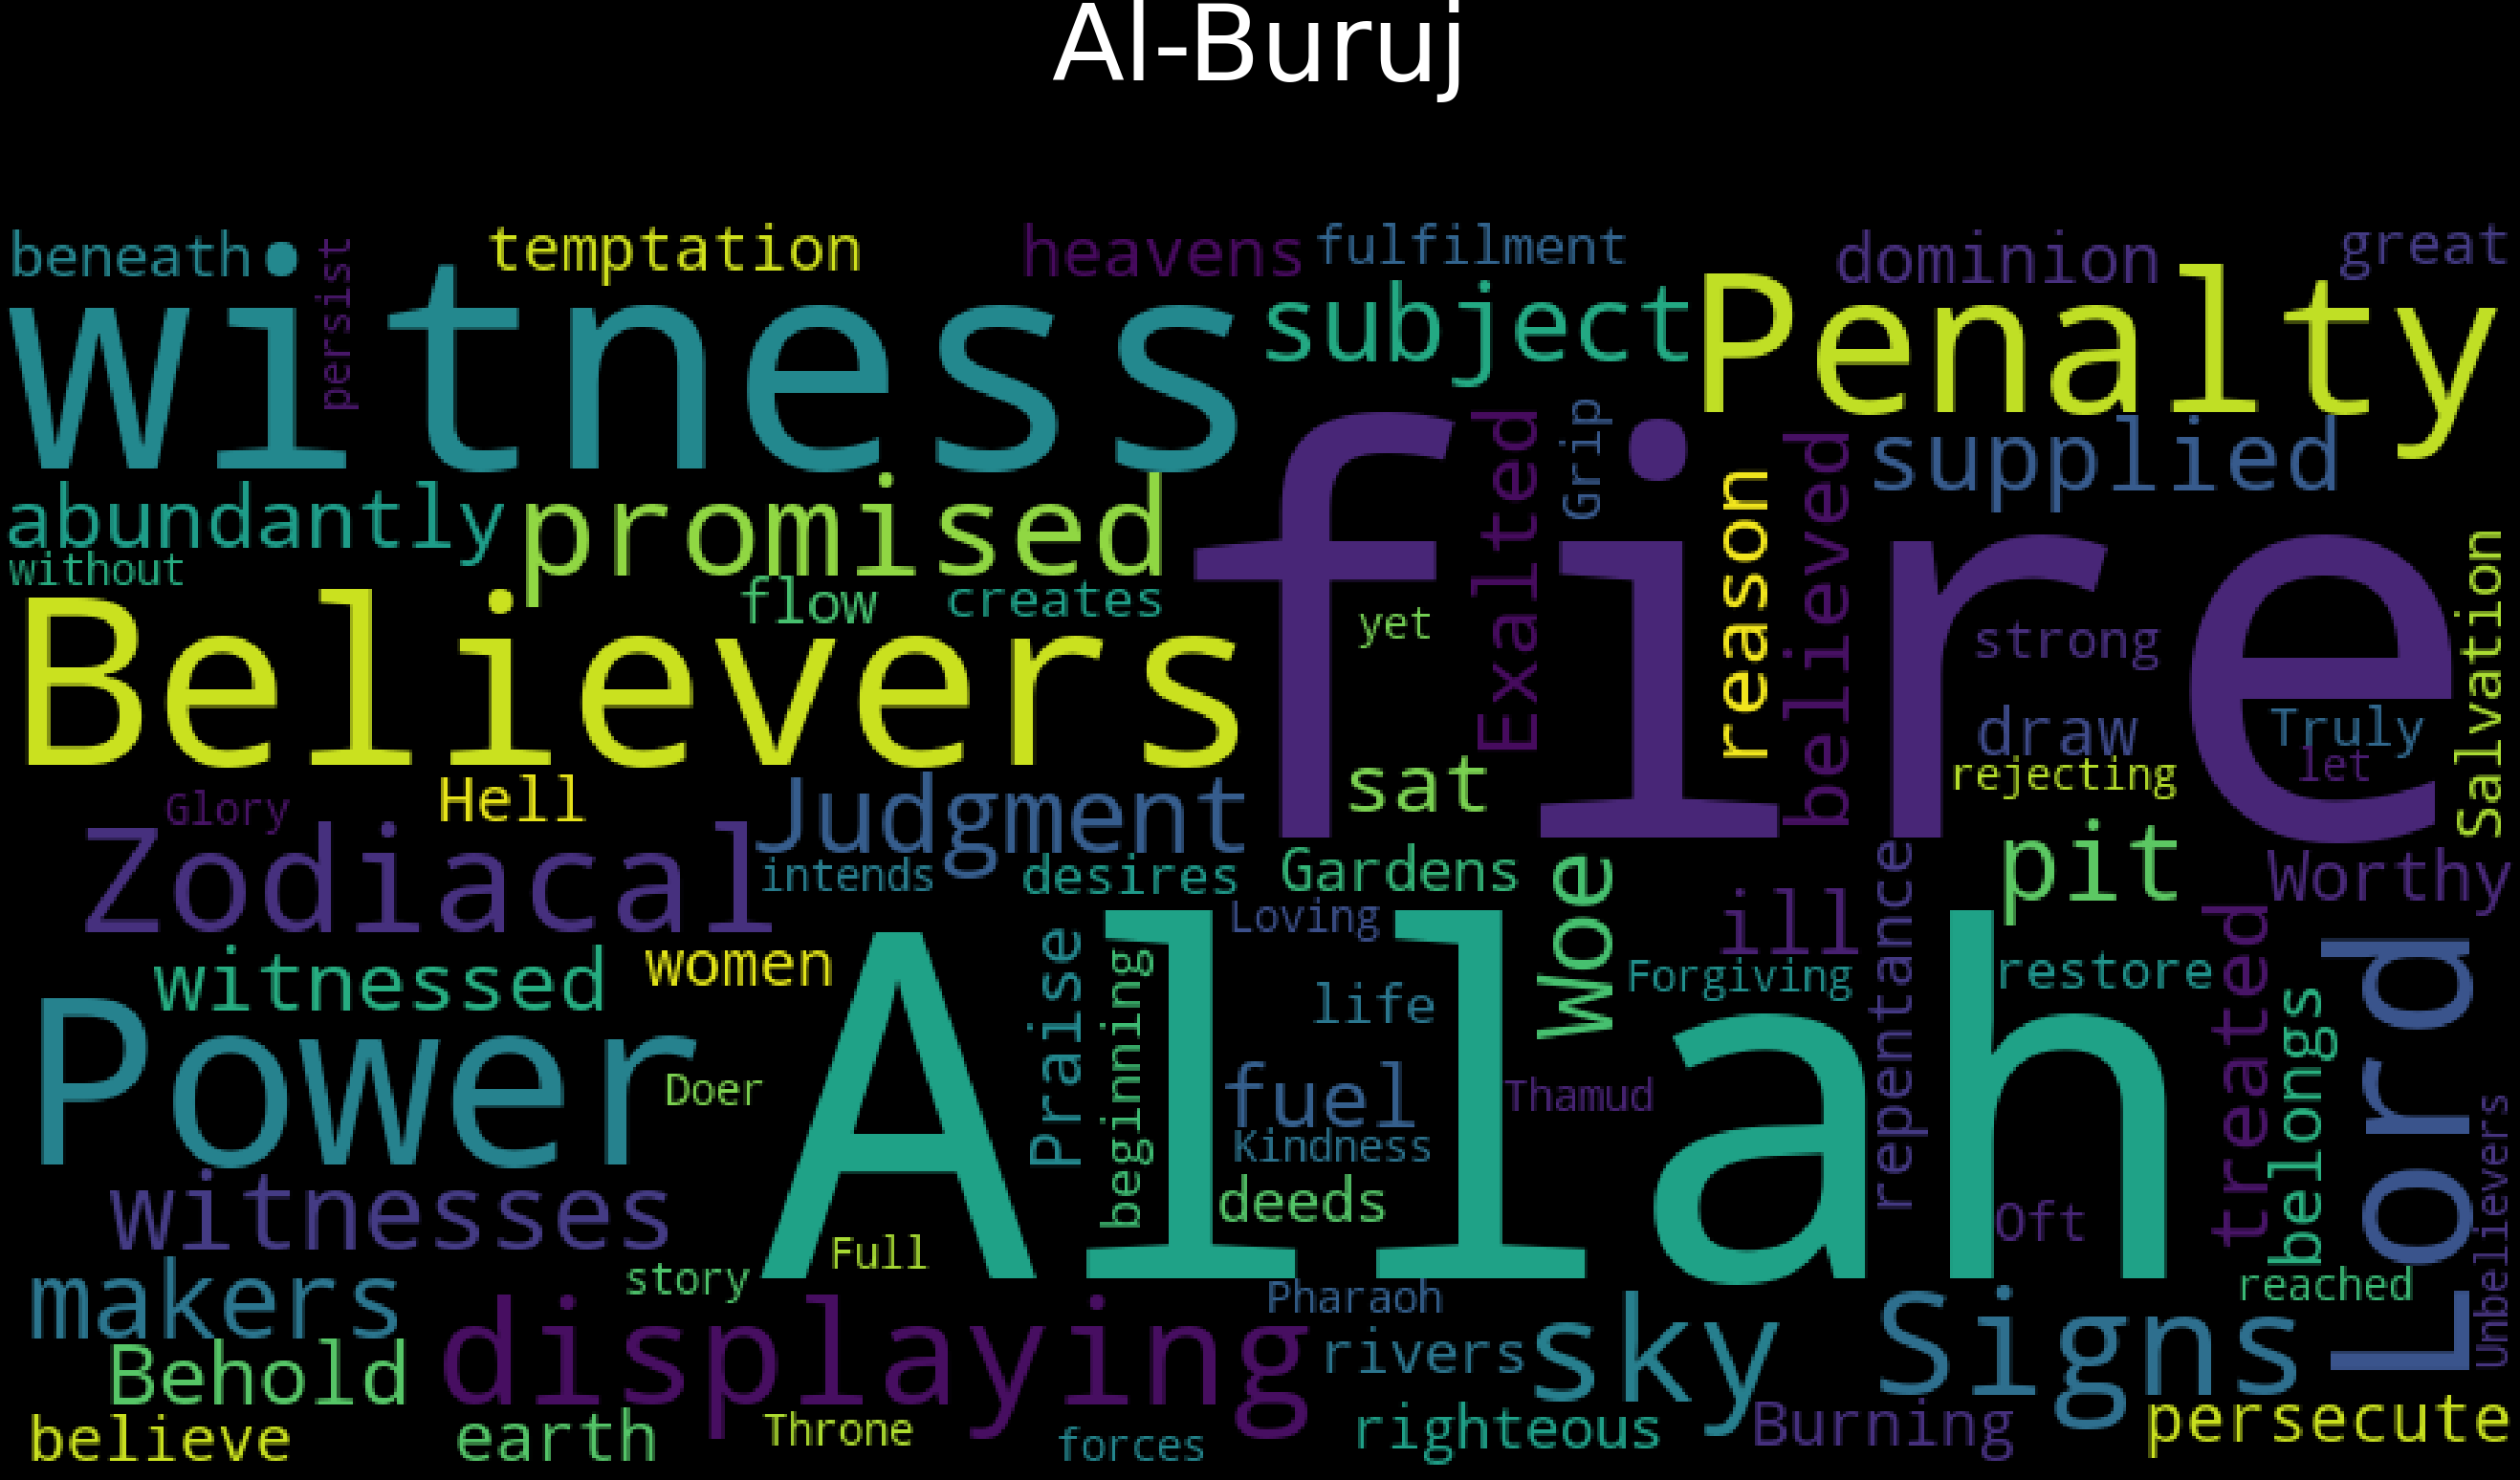 Al-Buruj
beneath
persist
temptation
heavens
fulfilment
dominion
great
witness
subject
Penalty
Exalted
Grip
fire
reason
believed
supplied
abundantly
promised
without
flow
creates
yet
strong
Salvation
Believers
draw
Truly
let
rejecting
sat
Glory
Hell
Judgment
Zodiacal
intends
desires
Gardens
Woe
pit
Worthy
Loving
ill
repentance
treated
witnessed
women
Praise
beginning
life
Forgiving
restore
belongs
Lord
Power
Doer
Allah
fuel
Thamud
Kindness
witnesses
deeds
Oft
Unbelievers
Full
story
makers
Pharaoh
reached
displaying
rivers
sky
Signs
Behold
believe
earth
Throne
forces
righteous
Burning
persecute